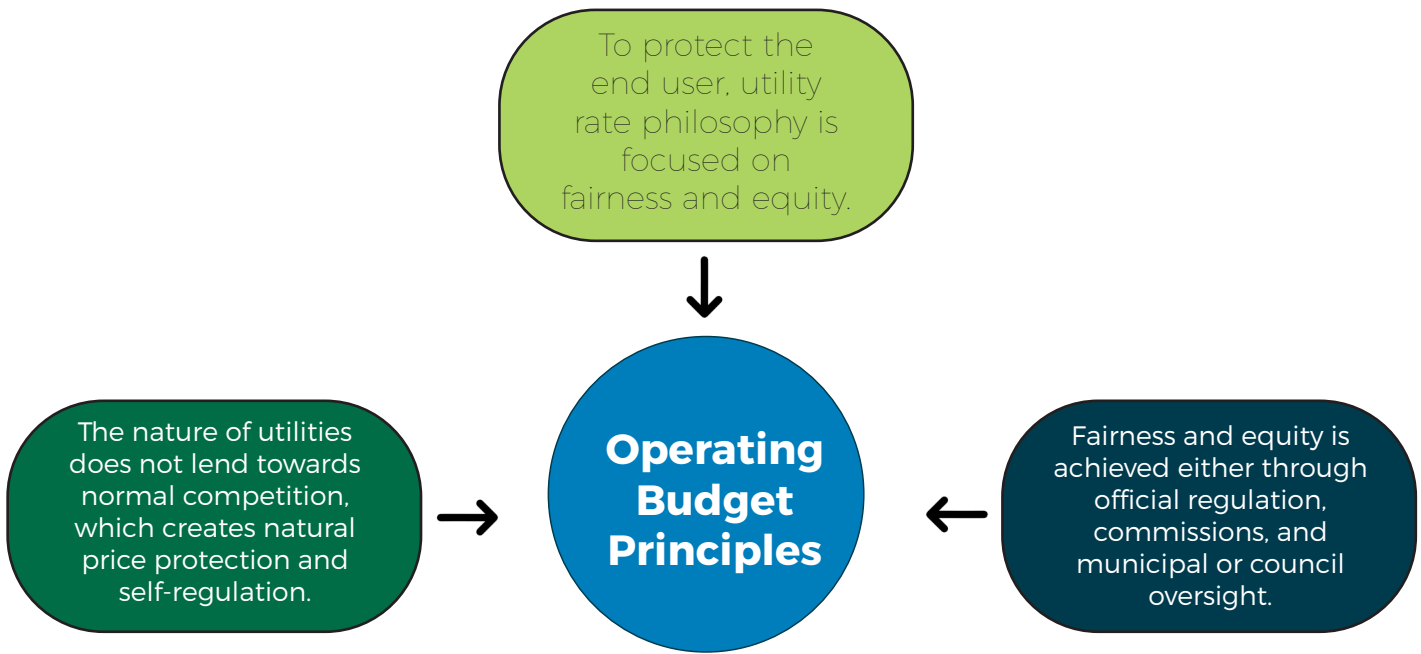 To protect the
end user, utility
rate philosophy is
focused on
fairness and equity.
The nature of utilities
does not lend towards
normal competition,
which creates natural
price protection and
self-regulation.
Operating
Budget
Principles
Fairness and equity is
achieved either through
official regulation,
commissions, and
municipal or council
oversight.